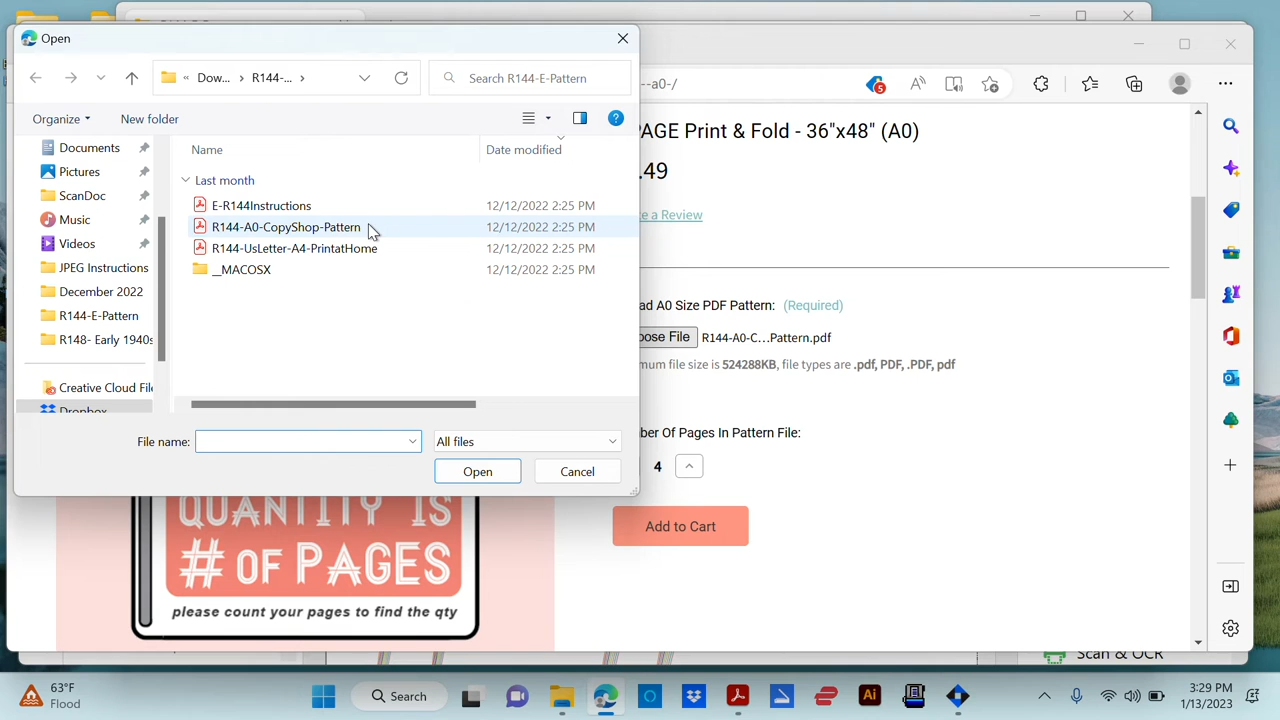 Open
« Dow... › R144-... ›
Search R144-E-Pattern
--a0-/
5
Organize
New folder
Documents
Pictures
ScanDoc
Music
Videos
JPEG Instructions
December 2022
R144-E-Pattern
R148- Early 1940s
Creative Cloud File
Dropbox
Name
Date modified
Last month
E-R144Instructions 12/12/2022 2:25 PM
R144-A0-CopyShop-Pattern 12/12/2022 2:25 PM
R144-UsLetter-A4-PrintatHome 12/12/2022 2:25 PM
__MACOSX 12/12/2022 2:25 PM
File name:
All files
Open
Cancel
AGE Print & Fold - 36"x48" (A0)
.49
e a Review
ad A0 Size PDF Pattern: (Required)
ose File R144-A0-C...Pattern.pdf
mum file size is 524288KB, file types are .pdf, PDF, .PDF, pdf
ber Of Pages In Pattern File:
4
Add to Cart
QUANTITY IS
# OF PAGES
please count your pages to find the qty
Scan & OCR
63°F
Flood
Search
Ai
3:29 PM
1/13/2023